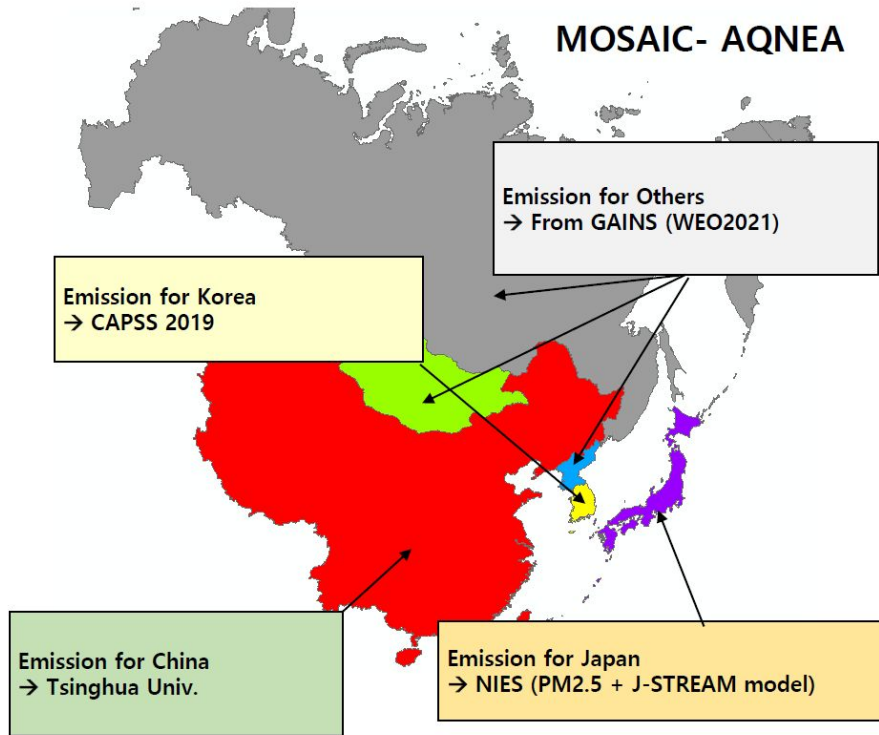 MOSAIC- AQNEA
Emission for Others
→ From GAINS (WEO2021)
Emission for Korea
→ CAPSS 2019
Emission for China
→ Tsinghua Univ.
Emission for Japan
→ NIES (PM2.5 + J-STREAM model)